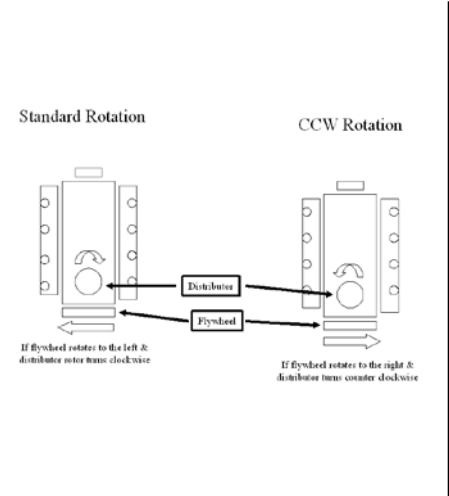 Standard Rotation
CCW Rotation
Distributor
Flywheel
If flywheel rotates to the left &
distributor rotor turns clockwise
If flywheel rotates to the right &
distributor turns counter clockwise